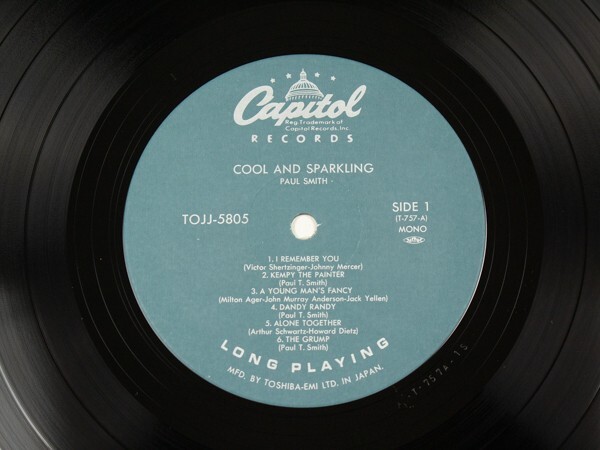 Capitol
Reg. Trademark of
Capitol Records, Inc.
RECORDS
COOL AND SPARKLING
PAUL SMITH
TOJJ-5805
SIDE 1
(T-757-A)
MONO
1. I REMEMBER YOU
(Victor Shertzinger-Johnny Mercer)
2. KEMPY THE PAINTER
(Paul T. Smith)
3. A YOUNG MAN'S FANCY
(Milton Ager-John Murray Anderson-Jack Yellen)
4. DANDY RANDY
(Paul T. Smith)
5. ALONE TOGETHER
(Arthur Schwartz-Howard Dietz)
6. THE GRUMP
(Paul T. Smith)
LONG PLAYING
MFD. BY TOSHIBA-EMI LTD. IN JAPAN.